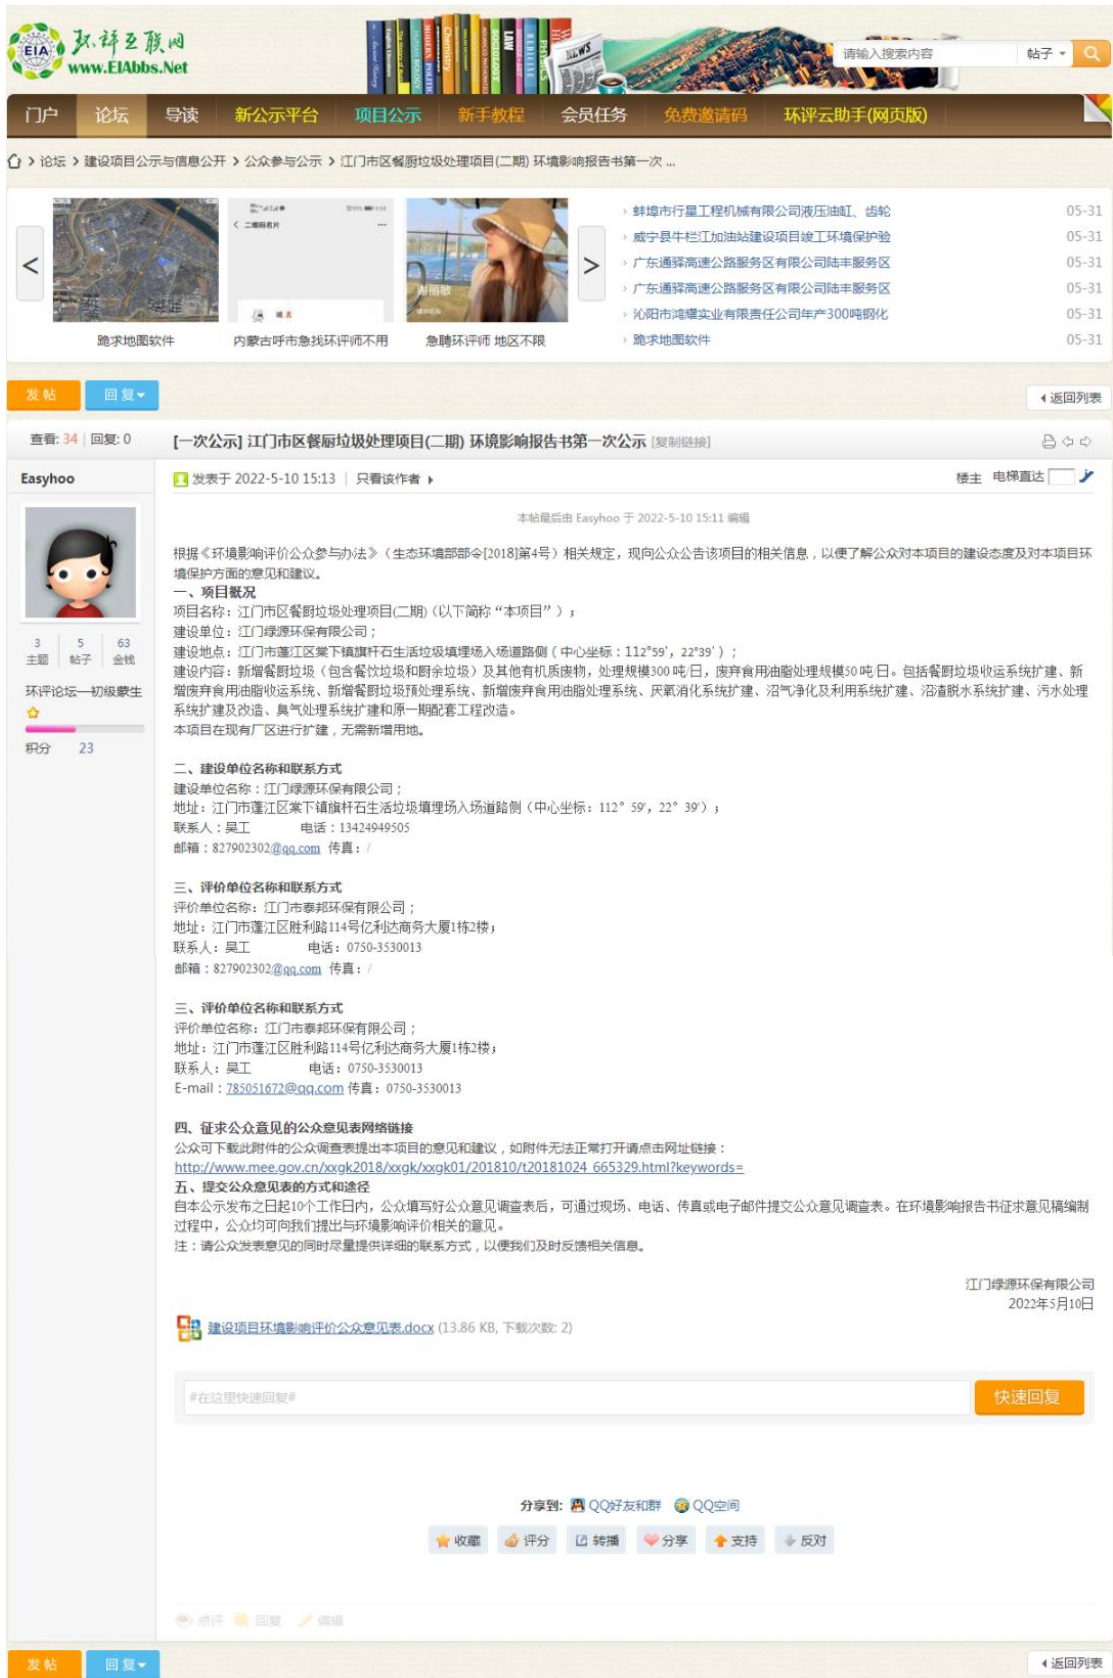 EIA 环评互联网
www.EIAbbs.Net
请输入搜索内容 帖子
门户 论坛 导读 新公示平台 项目公示 新手教程 会员任务 免费邀请码 环评云助手(网页版)
› 论坛 › 建设项目公示与信息公开 › 公众参与公示 › 江门市区餐厨垃圾处理项目(二期) 环境影响报告书第一次 ...
二维码名片
谢丽敏
跪求地图软件
内蒙古呼市急找环评师不用
急聘环评师 地区不限
› 蚌埠市行星工程机械有限公司液压油缸、齿轮 05-31
› 威宁县牛栏江加油站建设项目竣工环境保护验 05-31
› 广东通驿高速公路服务区有限公司陆丰服务区 05-31
› 广东通驿高速公路服务区有限公司陆丰服务区 05-31
› 沁阳市鸿耀实业有限责任公司年产300吨钢化 05-31
› 跪求地图软件 05-31
发帖 回复 返回列表
查看: 34 | 回复: 0
[一次公示] 江门市区餐厨垃圾处理项目(二期) 环境影响报告书第一次公示 [复制链接]
Easyhoo
发表于 2022-5-10 15:13 | 只看该作者
楼主 电梯直达
本帖最后由 Easyhoo 于 2022-5-10 15:11 编辑
3 主题
5 帖子
63 金钱
环评论坛—初级蒙生
积分 23
根据《环境影响评价公众参与办法》（生态环境部部令[2018]第4号）相关规定，现向公众公告该项目的相关信息，以便了解公众对本项目的建设态度及对本项目环
境保护方面的意见和建议。
一、项目概况
项目名称：江门市区餐厨垃圾处理项目(二期)（以下简称“本项目”）；
建设单位：江门绿源环保有限公司；
建设地点：江门市蓬江区棠下镇旗杆石生活垃圾填埋场入场道路侧（中心坐标：112°59'，22°39'）；
建设内容：新增餐厨垃圾（包含餐饮垃圾和厨余垃圾）及其他有机质废物，处理规模300 吨/日，废弃食用油脂处理规模50 吨/日。包括餐厨垃圾收运系统扩建、新
增废弃食用油脂收运系统、新增餐厨垃圾预处理系统、新增废弃食用油脂处理系统、厌氧消化系统扩建、沼气净化及利用系统扩建、沼渣脱水系统扩建、污水处理
系统扩建及改造、臭气处理系统扩建和原一期配套工程改造。
本项目在现有厂区进行扩建，无需新增用地。
二、建设单位名称和联系方式
建设单位名称：江门绿源环保有限公司；
地址：江门市蓬江区棠下镇旗杆石生活垃圾填埋场入场道路侧（中心坐标：112° 59'，22° 39'）；
联系人：吴工 电话：13424949505
邮箱：827902302@qq.com 传真：/
三、评价单位名称和联系方式
评价单位名称：江门市泰邦环保有限公司；
地址：江门市蓬江区胜利路114号亿利达商务大厦1栋2楼；
联系人：吴工 电话：0750-3530013
邮箱：827902302@qq.com 传真：/
三、评价单位名称和联系方式
评价单位名称：江门市泰邦环保有限公司；
地址：江门市蓬江区胜利路114号亿利达商务大厦1栋2楼；
联系人：吴工 电话：0750-3530013
E-mail：785051672@qq.com 传真：0750-3530013
四、征求公众意见的公众意见表网络链接
公众可下载此附件的公众调查表提出本项目的意见和建议，如附件无法正常打开请点击网址链接：
http://www.mee.gov.cn/xxgk2018/xxgk/xxgk01/201810/t20181024_665329.html?keywords=
五、提交公众意见表的方式和途径
自本公示发布之日起10个工作日内，公众填写好公众意见调查表后，可通过现场、电话、传真或电子邮件提交公众意见调查表。在环境影响报告书征求意见稿编制
过程中，公众均可向我们提出与环境影响评价相关的意见。
注：请公众发表意见的同时尽量提供详细的联系方式，以便我们及时反馈相关信息。
江门绿源环保有限公司
2022年5月10日
建设项目环境影响评价公众意见表.docx (13.86 KB, 下载次数: 2)
#在这里快速回复# 快速回复
分享到: QQ好友和群 QQ空间
收藏 评分 转播 分享 支持 反对
点评 回复 编辑
发帖 回复 返回列表